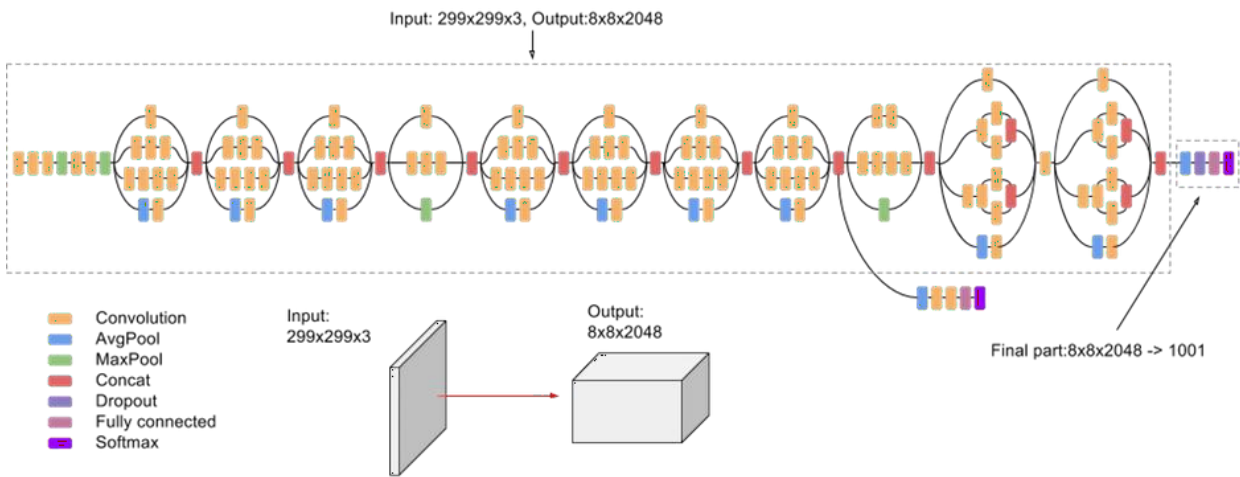 Input: 299x299x3, Output:8x8x2048
Convolution
AvgPool
MaxPool
Concat
Dropout
Fully connected
Softmax
Input:
299x299x3
Output:
8x8x2048
Final part:8x8x2048 -> 1001